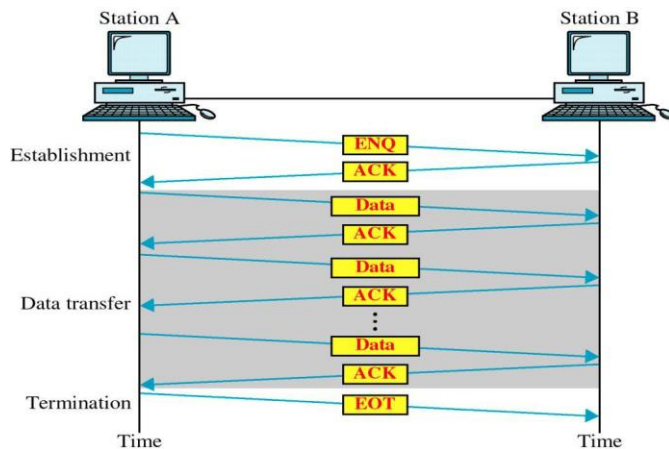 Station A
Station B
ENQ
Establishment
ACK
Data
ACK
Data
ACK
Data transfer
Data
ACK
Termination
EOT
Time
Time